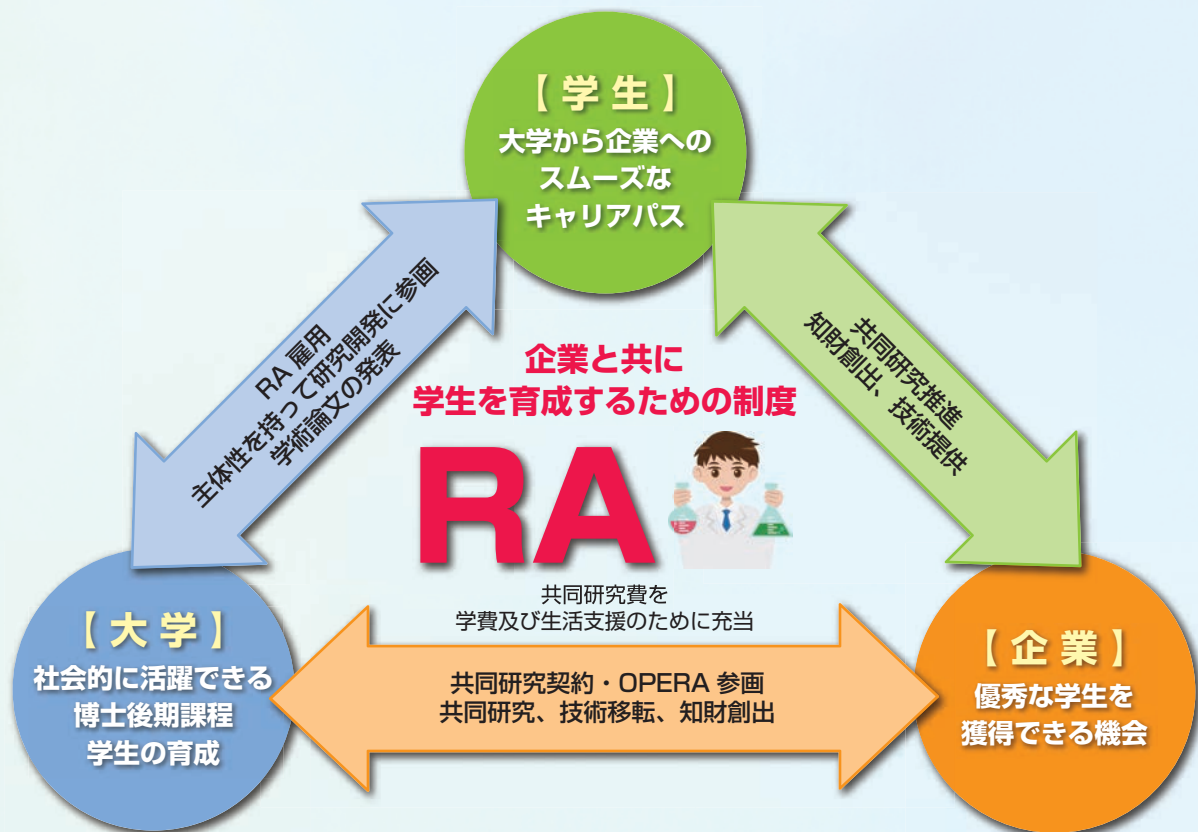 【 学 生 】
大学から企業への
スムーズな
キャリアパス
RA 雇用
主体性を持って研究開発に参画
学術論文の発表
共同研究推進
知財創出、技術提供
企業と共に
学生を育成するための制度
RA
共同研究費を
学費及び生活支援のために充当
【 大 学 】
社会的に活躍できる
博士後期課程
学生の育成
共同研究契約・OPERA 参画
共同研究、技術移転、知財創出
【 企 業 】
優秀な学生を
獲得できる機会